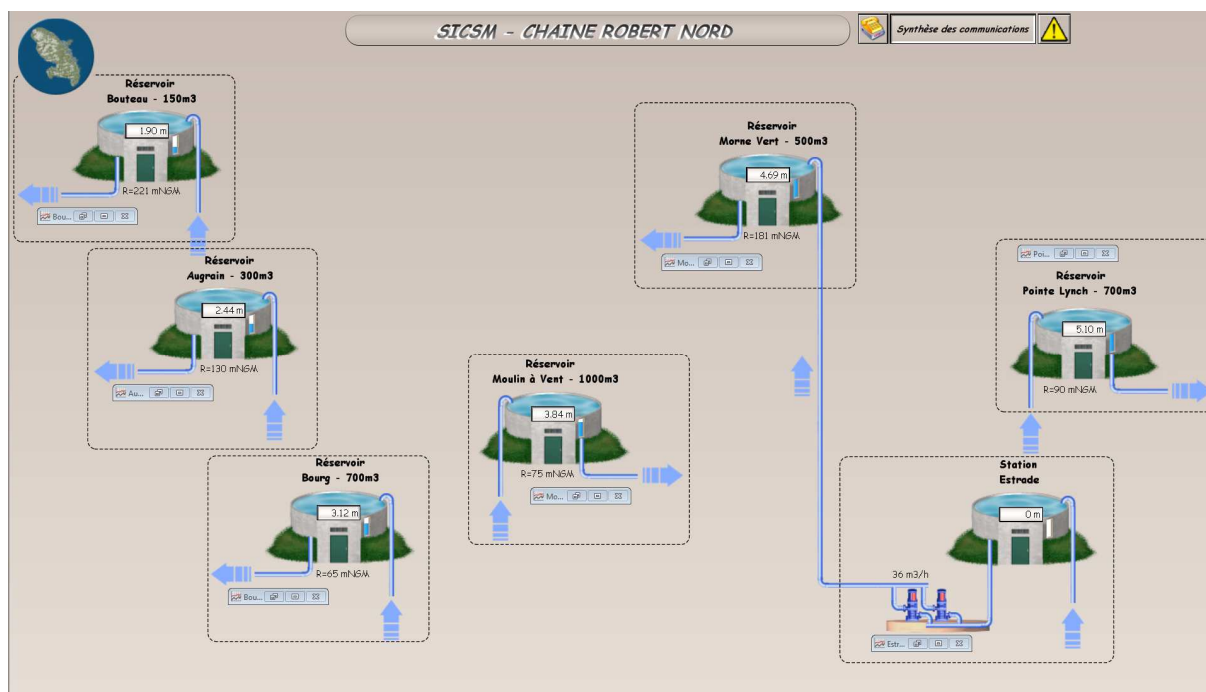 SICSM - CHAINE ROBERT NORD
Synthèse des communications
Réservoir
Bouteau - 150m3
1.90 m
R=221 mNGM
Bou...
Réservoir
Augrain - 300m3
2.44 m
R=130 mNGM
Au...
Réservoir
Bourg - 700m3
3.12 m
R=65 mNGM
Bou...
Réservoir
Moulin à Vent - 1000m3
3.84 m
R=75 mNGM
Mo...
Réservoir
Morne Vert - 500m3
4.69 m
R=181 mNGM
Mo...
Poi...
Réservoir
Pointe Lynch - 700m3
5.10 m
R=90 mNGM
Station
Estrade
0 m
36 m3/h
Estr...